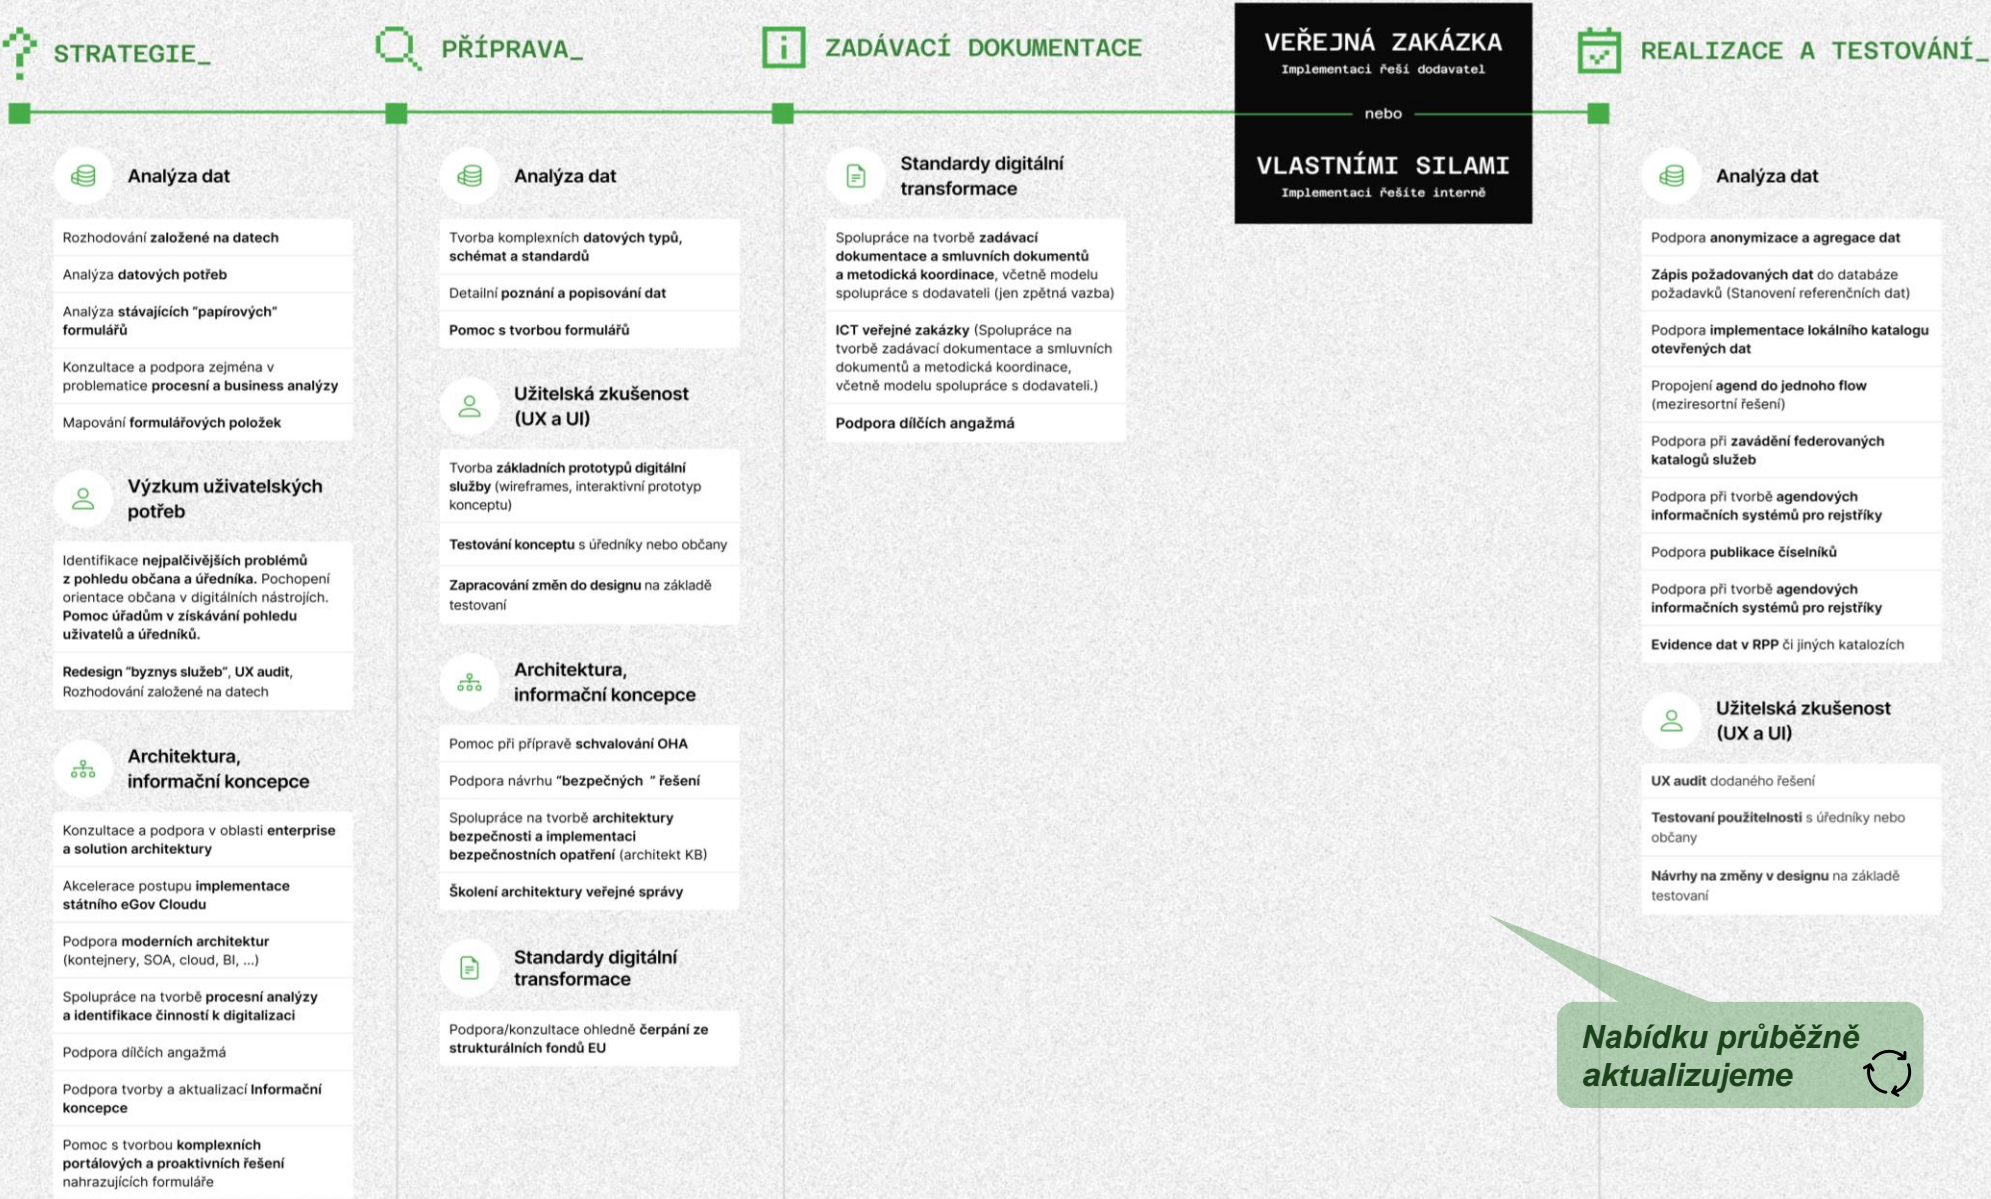 STRATEGIE_
Analýza dat
Rozhodování založené na datech
Analýza datových potřeb
Analýza stávajících "papírových"
formulářů
Konzultace a podpora zejména v
problematice procesní a business analýzy
Mapování formulářových položek
Výzkum uživatelských
potřeb
Identifikace nejpalčivějších problémů
z pohledu občana a úředníka. Pochopení
orientace občana v digitálních nástrojích.
Pomoc úřadům v získávání pohledu
uživatelů a úředníků.
Redesign "byznys služeb", UX audit,
Rozhodování založené na datech
Architektura,
informační koncepce
Konzultace a podpora v oblasti enterprise
a solution architektury
Akcelerace postupu implementace
státního eGov Cloudu
Podpora moderních architektur
(kontejnery, SOA, cloud, BI, ...)
Spolupráce na tvorbě procesní analýzy
a identifikace činností k digitalizaci
Podpora dílčích angažmá
Podpora tvorby a aktualizací Informační
koncepce
Pomoc s tvorbou komplexních
portálových a proaktivních řešení
nahrazujících formuláře
PŘÍPRAVA_
Analýza dat
Tvorba komplexních datových typů,
schémat a standardů
Detailní poznání a popisování dat
Pomoc s tvorbou formulářů
Užitelská zkušenost
(UX a UI)
Tvorba základních prototypů digitální
služby (wireframes, interaktivní prototyp
konceptu)
Testování konceptu s úředníky nebo občany
Zapracování změn do designu na základě
testovaní
Architektura,
informační koncepce
Pomoc při přípravě schvalování OHA
Podpora návrhu "bezpečných " řešení
Spolupráce na tvorbě architektury
bezpečnosti a implementaci
bezpečnostních opatření (architekt KB)
Školení architektury veřejné správy
Standardy digitální
transformace
Podpora/konzultace ohledně čerpání ze
strukturálních fondů EU
ZADÁVACÍ DOKUMENTACE
Standardy digitální
transformace
Spolupráce na tvorbě zadávací
dokumentace a smluvních dokumentů
a metodická koordinace, včetně modelu
spolupráce s dodavateli (jen zpětná vazba)
ICT veřejné zakázky (Spolupráce na
tvorbě zadávací dokumentace a smluvních
dokumentů a metodická koordinace,
včetně modelu spolupráce s dodavateli.)
Podpora dílčích angažmá
VEŘEJNÁ ZAKÁZKA
Implementaci řeší dodavatel
nebo
VLASTNÍMI SILAMI
Implementaci řešíte interně
REALIZACE A TESTOVÁNÍ_
Analýza dat
Podpora anonymizace a agregace dat
Zápis požadovaných dat do databáze
požadavků (Stanovení referenčních dat)
Podpora implementace lokálního katalogu
otevřených dat
Propojení agend do jednoho flow
(meziresortní řešení)
Podpora při zavádění federovaných
katalogů služeb
Podpora při tvorbě agendových
informačních systémů pro rejstříky
Podpora publikace číselníků
Podpora při tvorbě agendových
informačních systémů pro rejstříky
Evidence dat v RPP či jiných katalozích
Užitelská zkušenost
(UX a UI)
UX audit dodaného řešení
Testovaní použitelnosti s úředníky nebo
občany
Návrhy na změny v designu na základě
testovaní
Nabídku průběžně
aktualizujeme